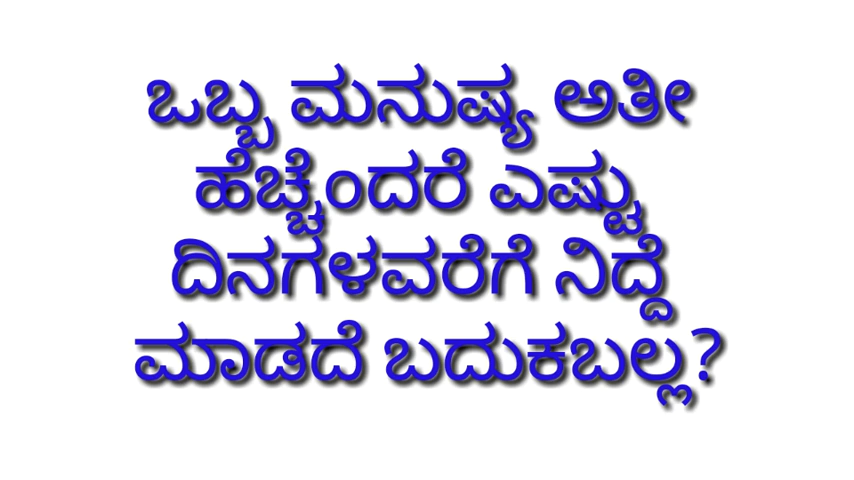 ಒಬ್ಬ ಮನುಷ್ಯ ಅತೀ
ಹೆಚ್ಚೆಂದರೆ ಎಷ್ಟು
ದಿನಗಳವರೆಗೆ ನಿದ್ದೆ
ಮಾಡದೆ ಬದುಕಬಲ್ಲ?